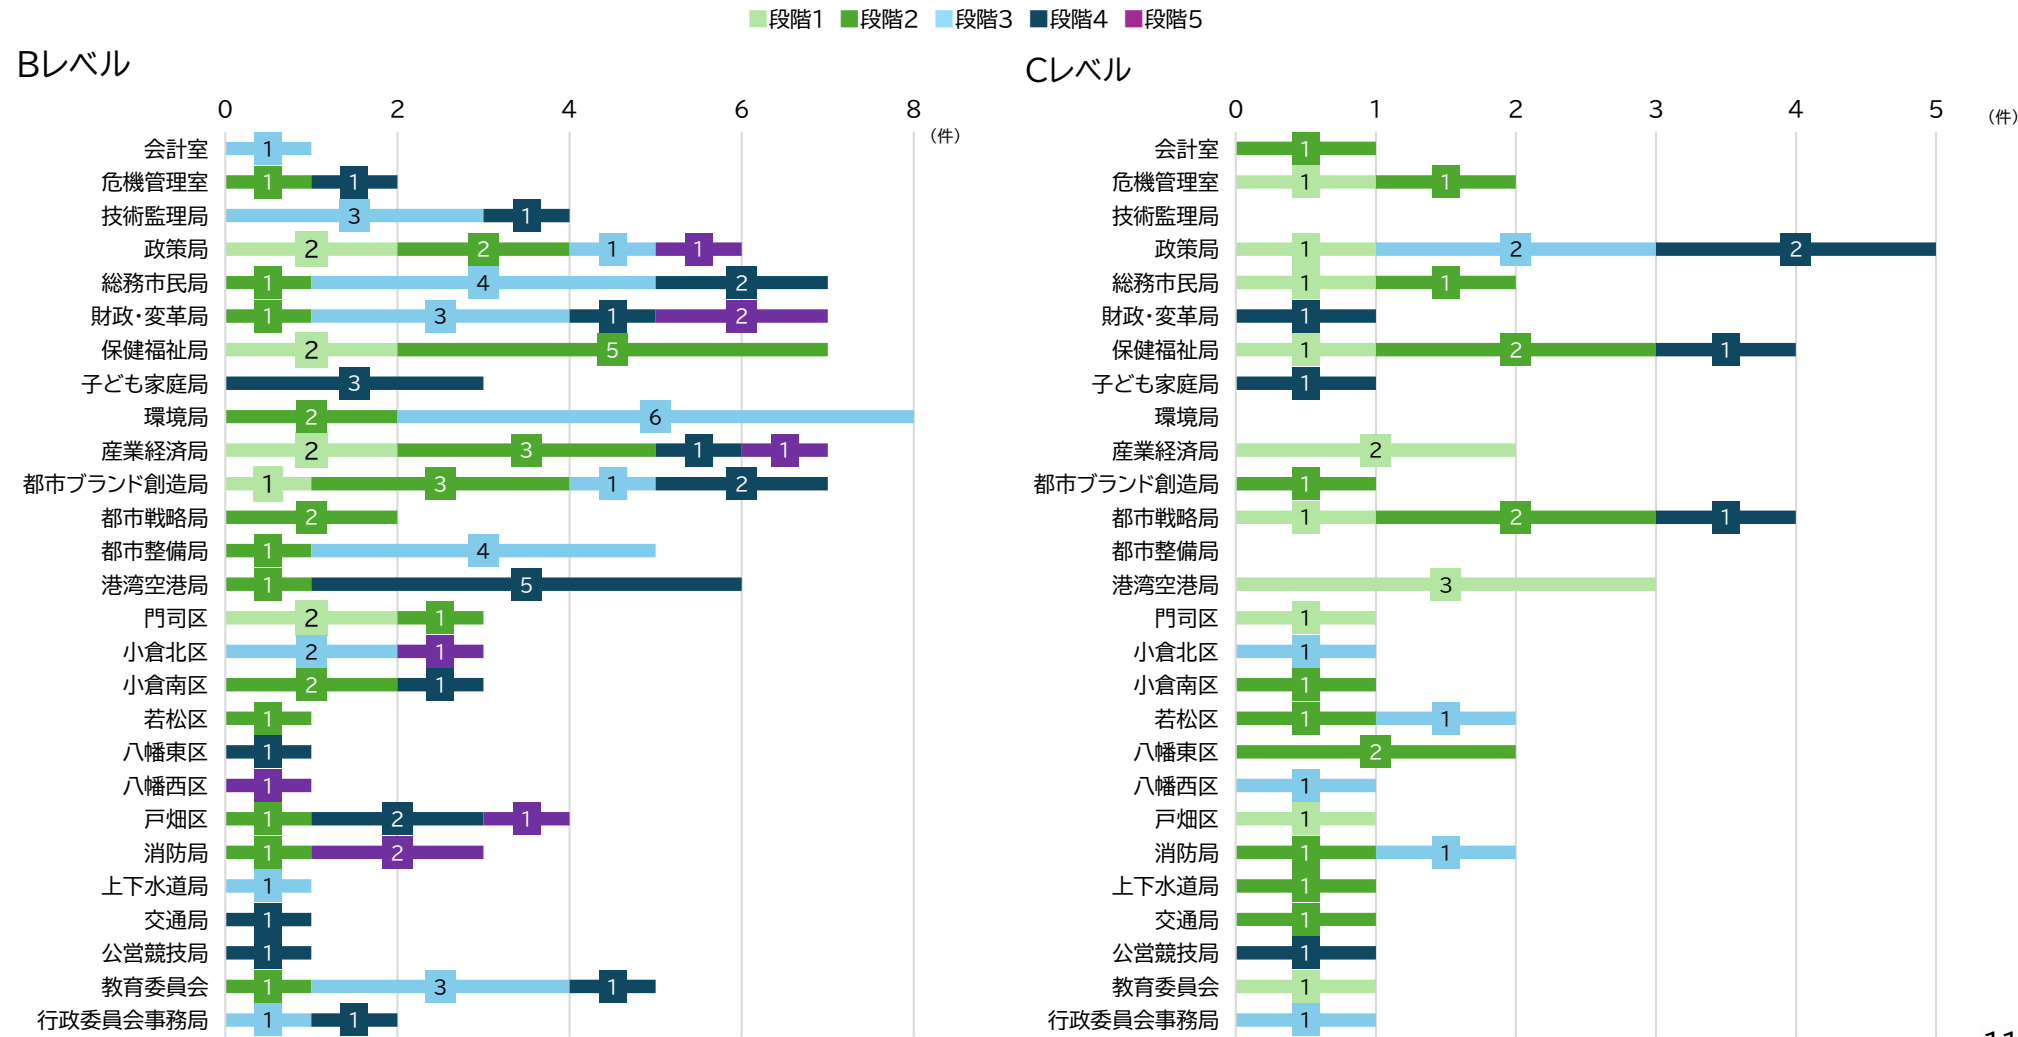 段階1 段階2 段階3 段階4 段階5
Bレベル
0 2 4 6 8
(件)
会計室 1
危機管理室 1 1
技術監理局 3 1
政策局 2 2 1 1
総務市民局 1 4 2
財政・変革局 1 3 1 2
保健福祉局 2 5
子ども家庭局 3
環境局 2 6
産業経済局 2 3 1 1
都市ブランド創造局 1 3 1 2
都市戦略局 2
都市整備局 1 4
港湾空港局 1 5
門司区 2 1
小倉北区 2 1
小倉南区 2 1
若松区 1
八幡東区 1
八幡西区 1
戸畑区 1 2 1
消防局 1 2
上下水道局 1
交通局 1
公営競技局 1
教育委員会 1 3 1
行政委員会事務局 1 1
Cレベル
0 1 2 3 4 5
(件)
会計室 1
危機管理室 1 1
技術監理局
政策局 1 2 2
総務市民局 1 1
財政・変革局 1
保健福祉局 1 2 1
子ども家庭局 1
環境局
産業経済局 2
都市ブランド創造局 1
都市戦略局 1 2 1
都市整備局
港湾空港局 3
門司区 1
小倉北区 1
小倉南区 1
若松区 1 1
八幡東区 2
八幡西区 1
戸畑区 1
消防局 1 1
上下水道局 1
交通局 1
公営競技局 1
教育委員会 1
行政委員会事務局 1